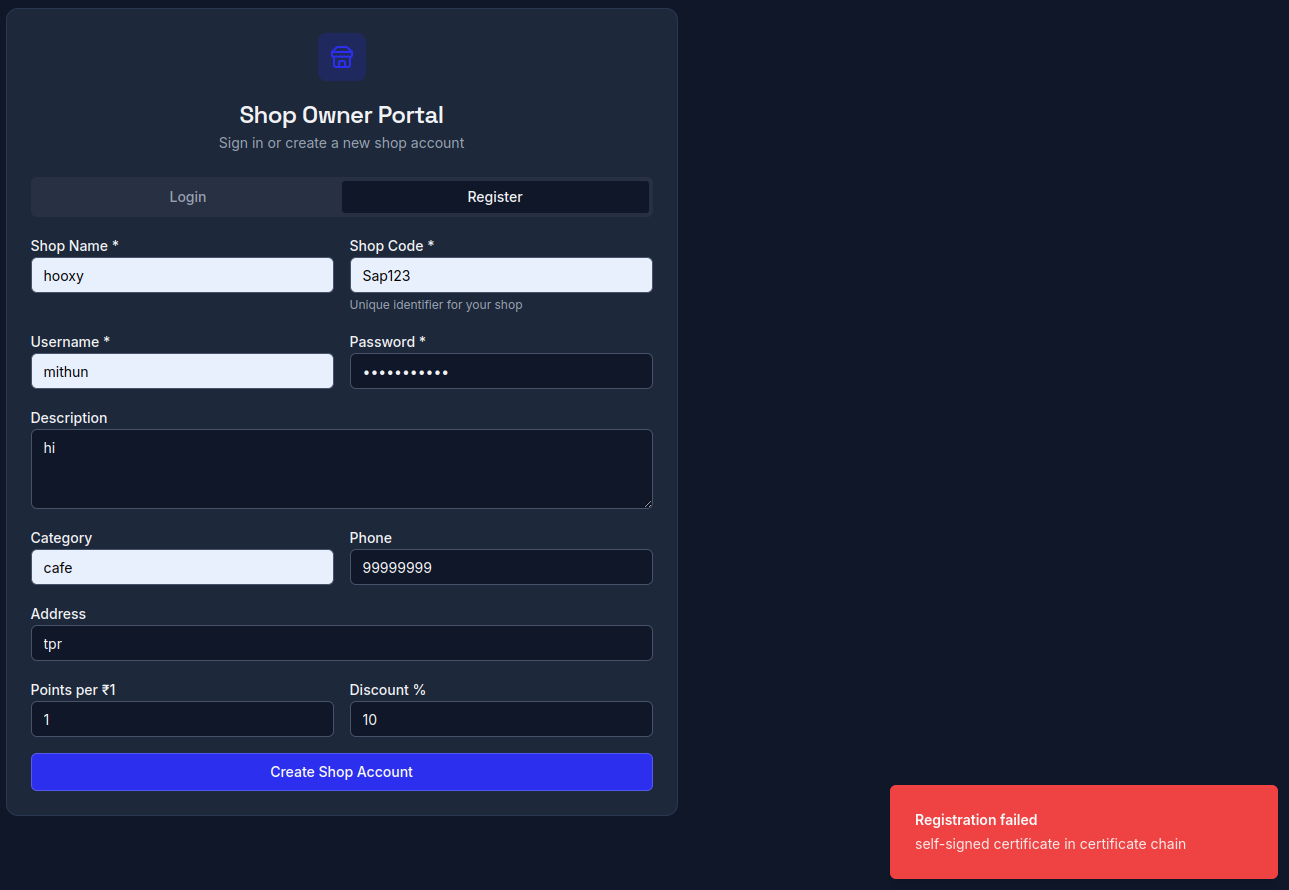 Shop Owner Portal
Sign in or create a new shop account
Login Register
Shop Name * Shop Code *
hooxy Sap123
Unique identifier for your shop
Username * Password *
mithun •••••••••••
Description
hi
Category Phone
cafe 99999999
Address
tpr
Points per ₹1 Discount %
1 10
Create Shop Account
Registration failed
self-signed certificate in certificate chain